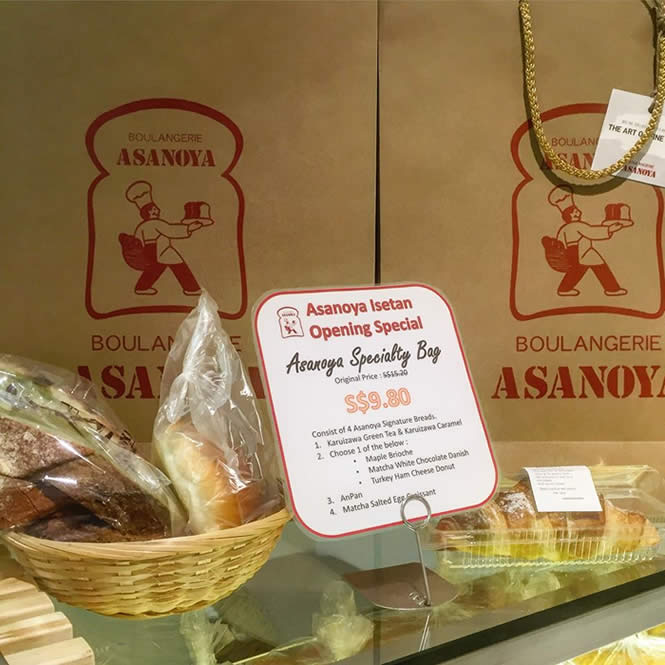 BOULANGERIE
ASANOYA
BOULANGERIE
ASANOYA
BOULAN
ASAN
THE ART OF
ASANOYA
BOULANGERIE
ASANOYA
Asanoya Isetan
Opening Special
Asanoya Specialty Bag
Original Price : S$15.20
S$9.80
Consist of 4 Asanoya Signature Breads.
1. Karuizawa Green Tea & Karuizawa Caramel
2. Choose 1 of the below :
• Maple Brioche
• Matcha White Chocolate Danish
• Turkey Ham Cheese Donut
3. AnPan
4. Matcha Salted Egg Croissant